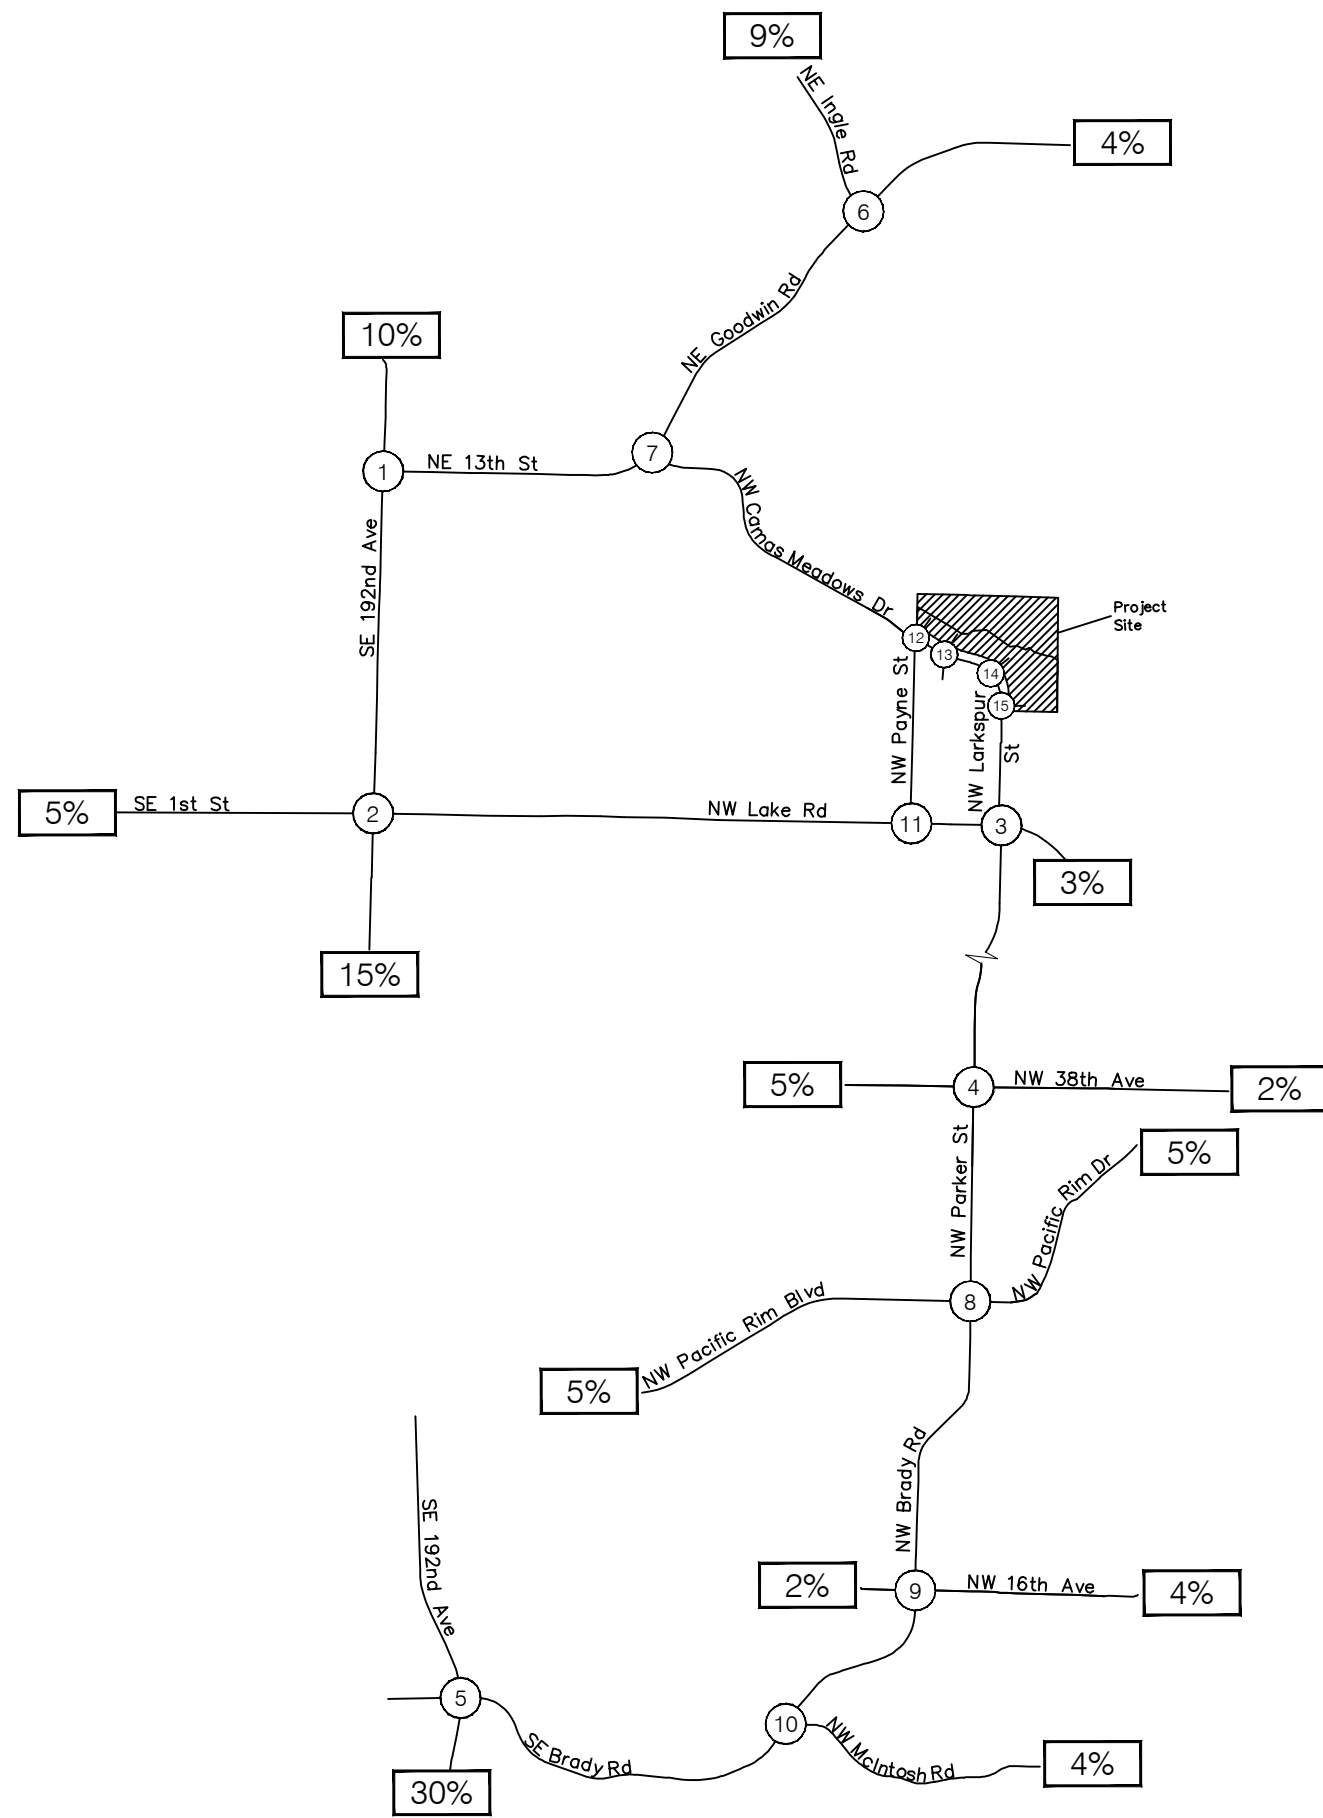 9%
NE Ingle Rd
4%
6
NE Goodwin Rd
10%
7
1
NE 13th St
NW Camas Meadows Dr
SE 192nd Ave
Project
Site
12
13
14
15
NW Payne St
NW Larkspur
St
5%
SE 1st St
2
NW Lake Rd
11
3
3%
15%
5%
4
NW 38th Ave
2%
NW Parker St
5%
NW Pacific Rim Dr
8
NW Pacific Rim Blvd
5%
NW Brady Rd
SE 192nd Ave
2%
9
NW 16th Ave
4%
5
10
SE Brady Rd
NW McIntosh Rd
4%
30%